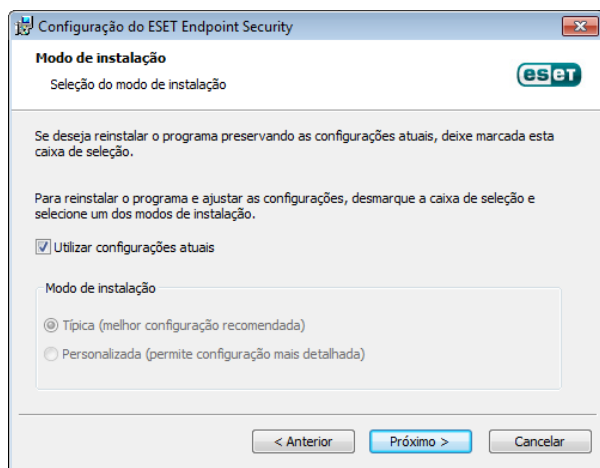 Configuração do ESET Endpoint Security
Modo de instalação
Seleção do modo de instalação
eseT
Se deseja reinstalar o programa preservando as configurações atuais, deixe marcada esta
caixa de seleção.
Para reinstalar o programa e ajustar as configurações, desmarque a caixa de seleção e
selecione um dos modos de instalação.
Utilizar configurações atuais
Modo de instalação
Típica (melhor configuração recomendada)
Personalizada (permite configuração mais detalhada)
< Anterior
Próximo >
Cancelar